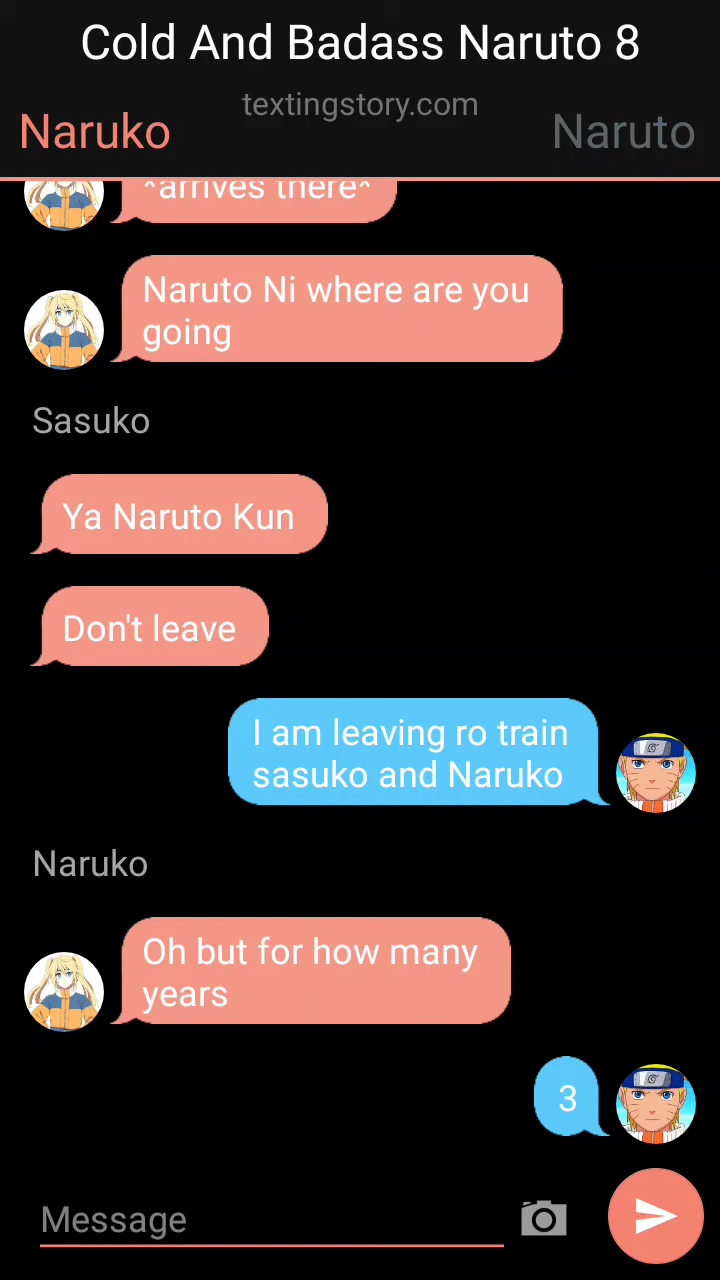 Cold And Badass Naruto 8
textingstory.com
Naruko
Naruto
*arrives there*
Naruto Ni where are you
going
Sasuko
Ya Naruto Kun
Don't leave
I am leaving ro train
sasuko and Naruko
Naruko
Oh but for how many
years
3
Message